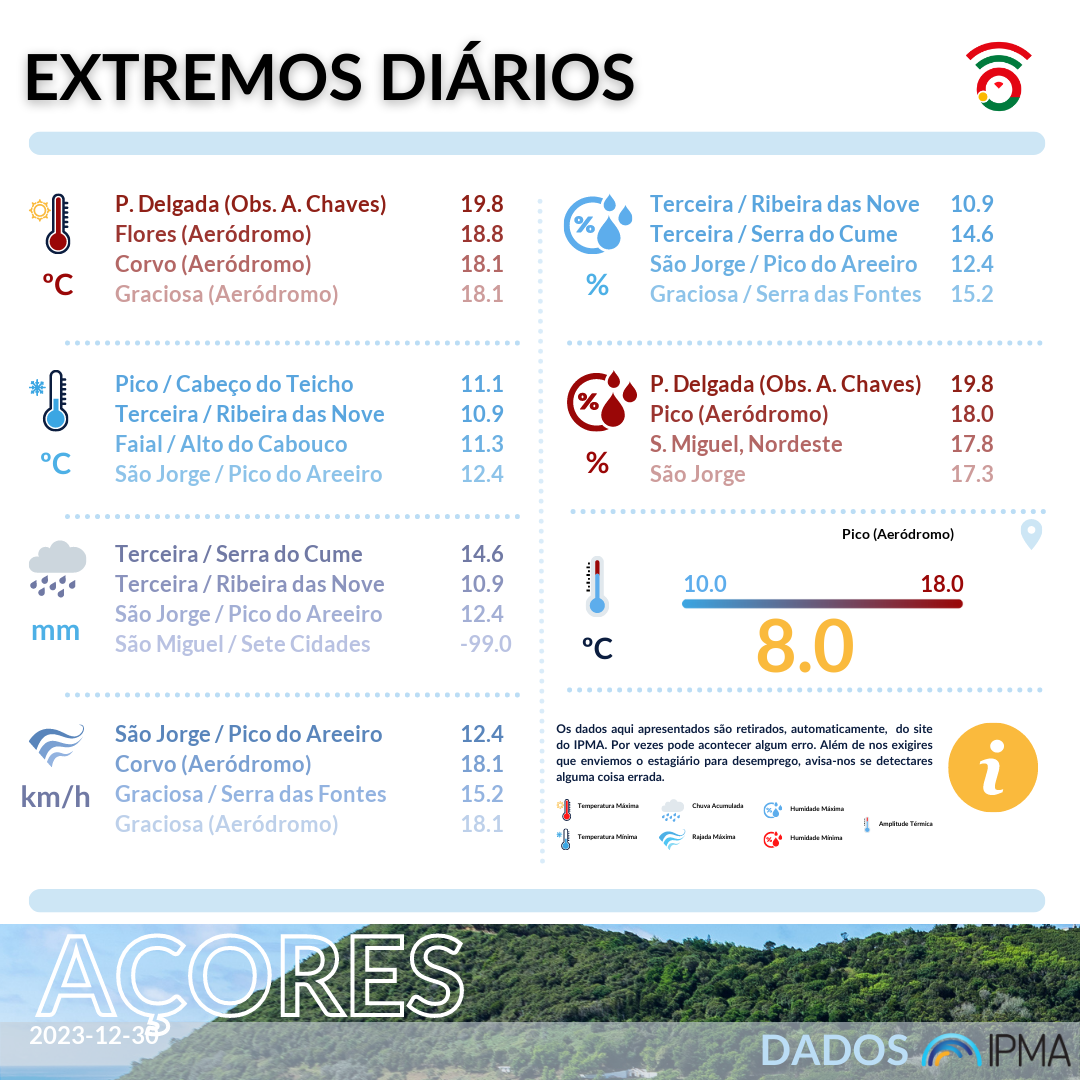 EXTREMOS DIÁRIOS
P. Delgada (Obs. A. Chaves) 19.8
Flores (Aeródromo) 18.8
Corvo (Aeródromo) 18.1
Graciosa (Aeródromo) 18.1
ºC
Pico / Cabeço do Teicho 11.1
Terceira / Ribeira das Nove 10.9
Faial / Alto do Cabouco 11.3
São Jorge / Pico do Areeiro 12.4
ºC
Terceira / Serra do Cume 14.6
Terceira / Ribeira das Nove 10.9
São Jorge / Pico do Areeiro 12.4
São Miguel / Sete Cidades -99.0
mm
São Jorge / Pico do Areeiro 12.4
Corvo (Aeródromo) 18.1
Graciosa / Serra das Fontes 15.2
Graciosa (Aeródromo) 18.1
km/h
%
Terceira / Ribeira das Nove 10.9
Terceira / Serra do Cume 14.6
São Jorge / Pico do Areeiro 12.4
Graciosa / Serra das Fontes 15.2
%
%
P. Delgada (Obs. A. Chaves) 19.8
Pico (Aeródromo) 18.0
S. Miguel, Nordeste 17.8
São Jorge 17.3
%
Pico (Aeródromo)
10.0 18.0
8.0
ºC
Os dados aqui apresentados são retirados, automaticamente, do site
do IPMA. Por vezes pode acontecer algum erro. Além de nos exigires
que enviemos o estagiário para desemprego, avisa-nos se detectares
alguma coisa errada.
i
Temperatura Máxima
Chuva Acumulada
Humidade Máxima
Amplitude Térmica
Temperatura Mínima
Rajada Máxima
Humidade Mínima
AÇORES
2023-12-30
DADOS IPMA